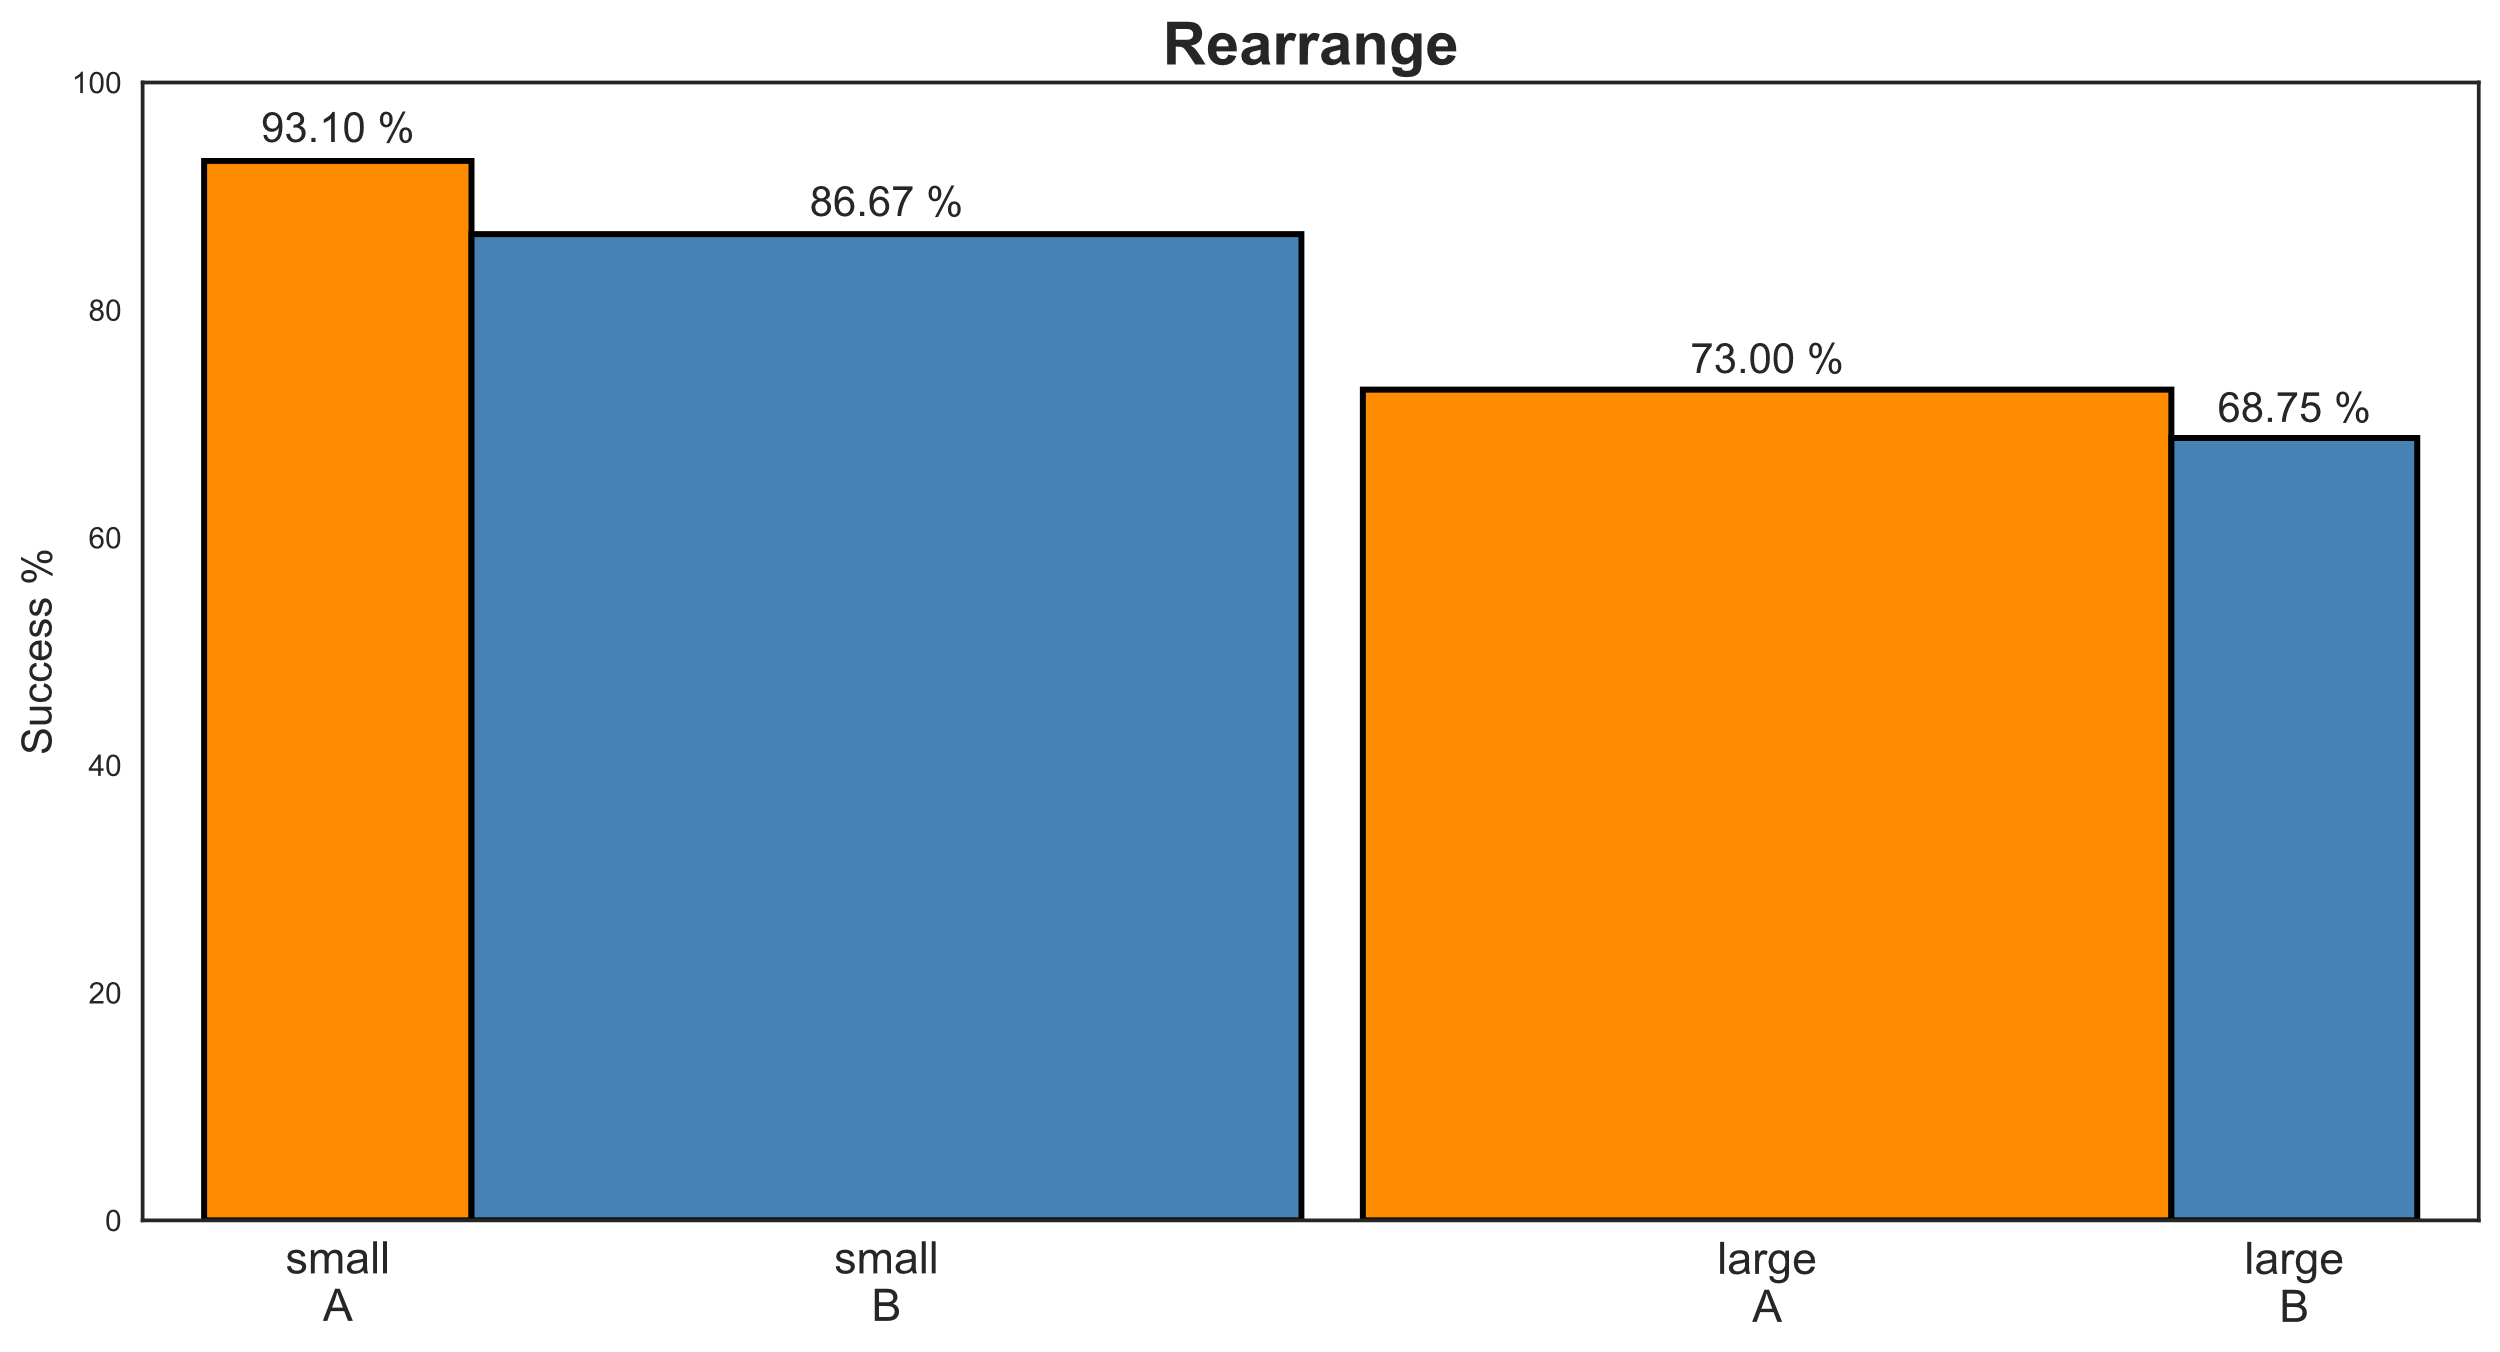 Rearrange
Success %
100
80
60
40
20
0
93.10 %
86.67 %
73.00 %
68.75 %
small
A
small
B
large
A
large
B